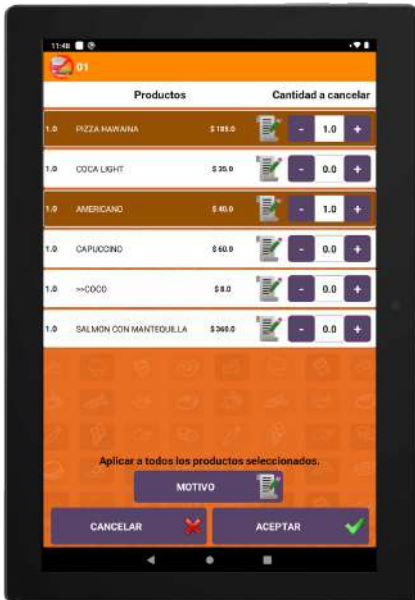 11:48
01
Productos Cantidad a cancelar
1.0 PIZZA HAWAINA $ 185.0 - 1.0 +
1.0 COCA LIGHT $ 35.0 - 0.0 +
1.0 AMERICANO $ 40.0 - 1.0 +
1.0 CAPUCCINO $ 60.0 - 0.0 +
1.0 >>COCO $ 8.0 - 0.0 +
1.0 SALMON CON MANTEQUILLA $ 360.0 - 0.0 +
Aplicar a todos los productos seleccionados.
MOTIVO
CANCELAR ACEPTAR